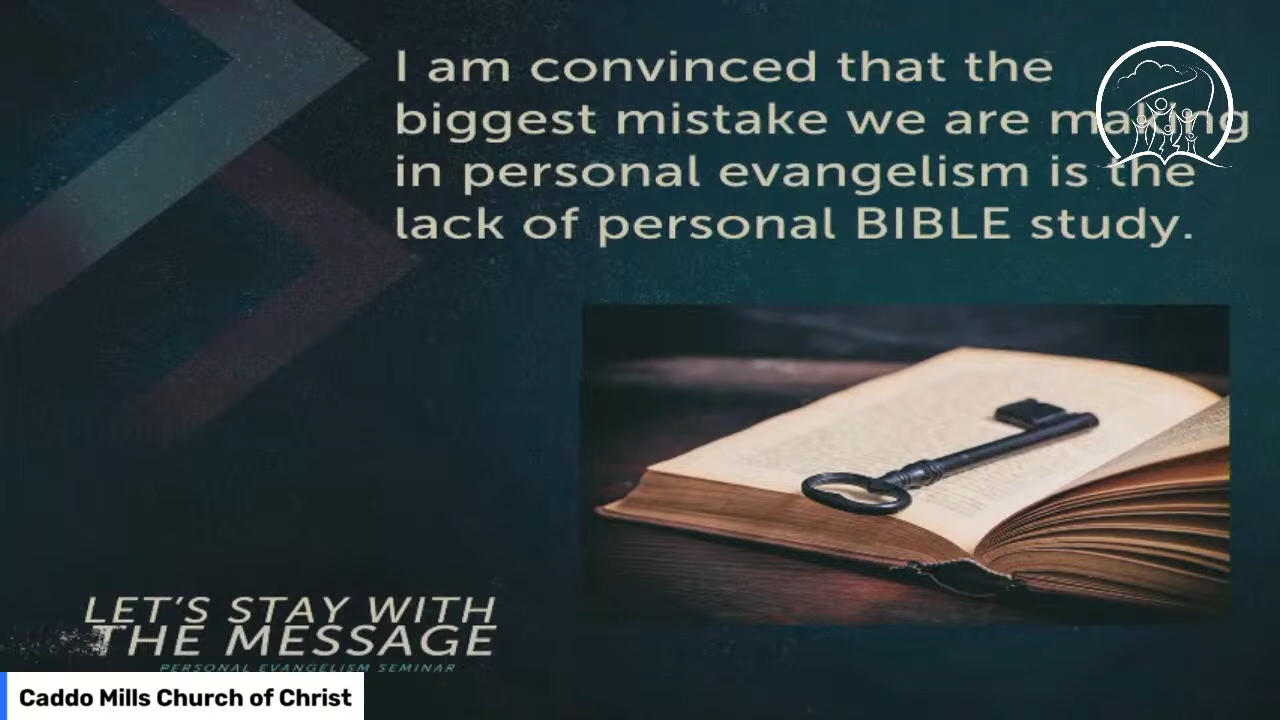 I am convinced that the
biggest mistake we are making
in personal evangelism is the
lack of personal BIBLE study.
LET'S STAY WITH
THE MESSAGE
PERSONAL EVANGELISM SEMINAR
Caddo Mills Church of Christ